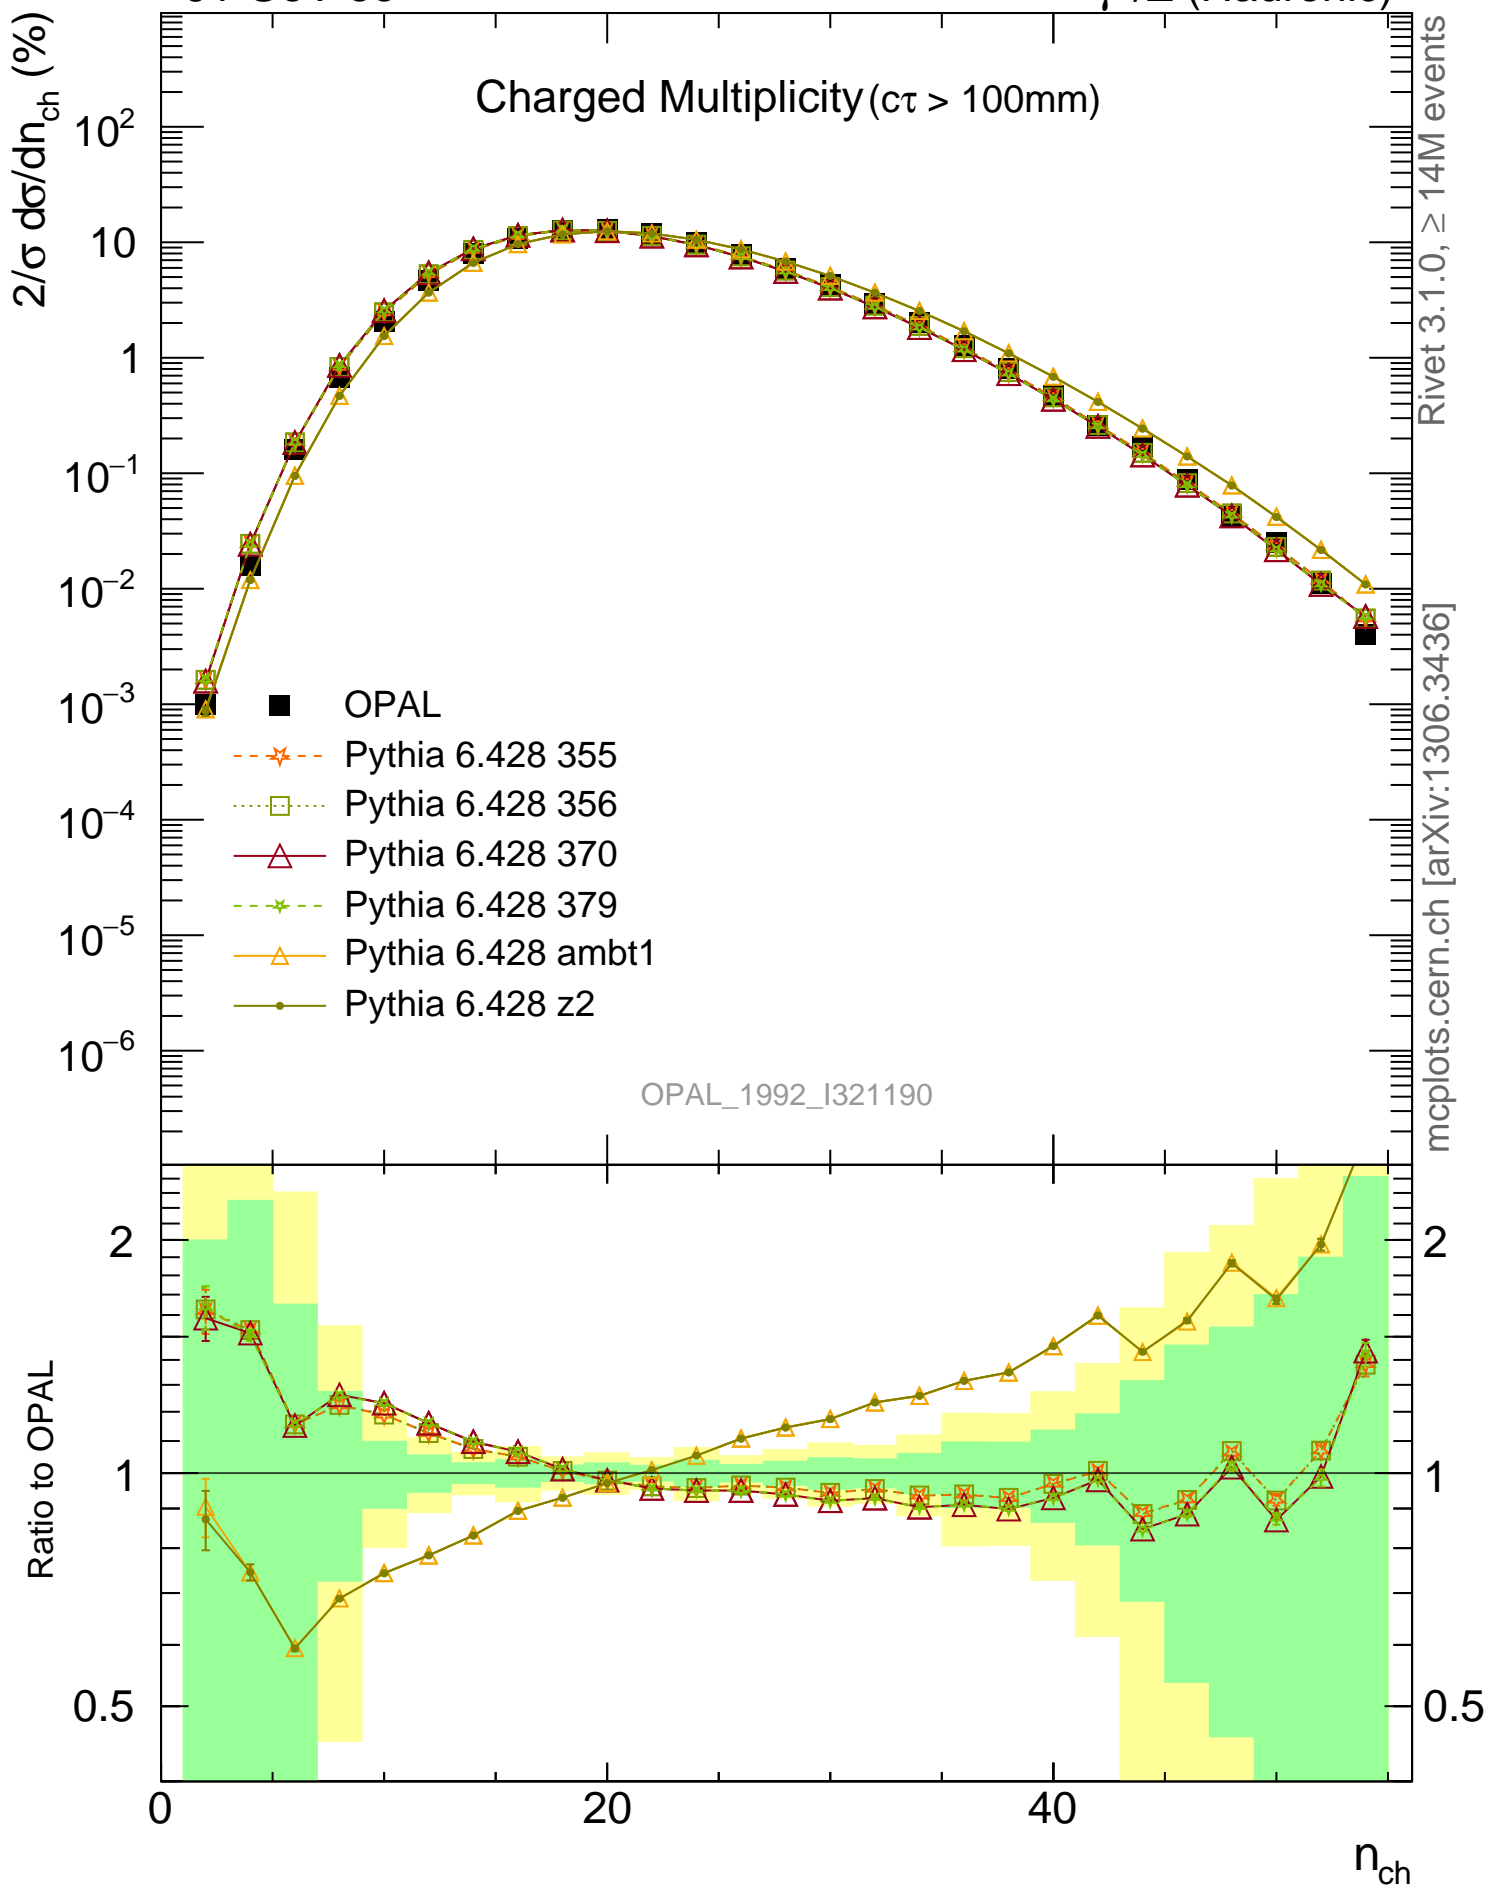 2/σ dσ/dn_ch (%)
Charged Multiplicity (cτ > 100mm)
10²
10
1
10⁻¹
10⁻²
10⁻³
10⁻⁴
10⁻⁵
10⁻⁶
OPAL
Pythia 6.428 355
Pythia 6.428 356
Pythia 6.428 370
Pythia 6.428 379
Pythia 6.428 ambt1
Pythia 6.428 z2
OPAL_1992_I321190
Rivet 3.1.0, ≥ 14M events
mcplots.cern.ch [arXiv:1306.3436]
Ratio to OPAL
2
1
0.5
2
1
0.5
0
20
40
n_ch